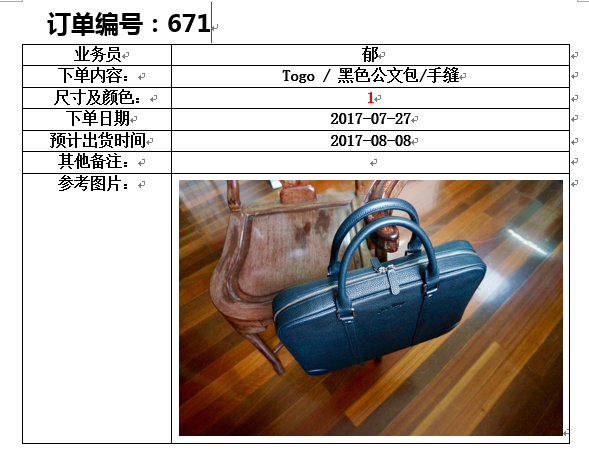 订单编号：671
业务员 郁
下单内容： Togo / 黑色公文包/手缝
尺寸及颜色： 1
下单日期 2017-07-27
预计出货时间 2017-08-08
其他备注：
参考图片：